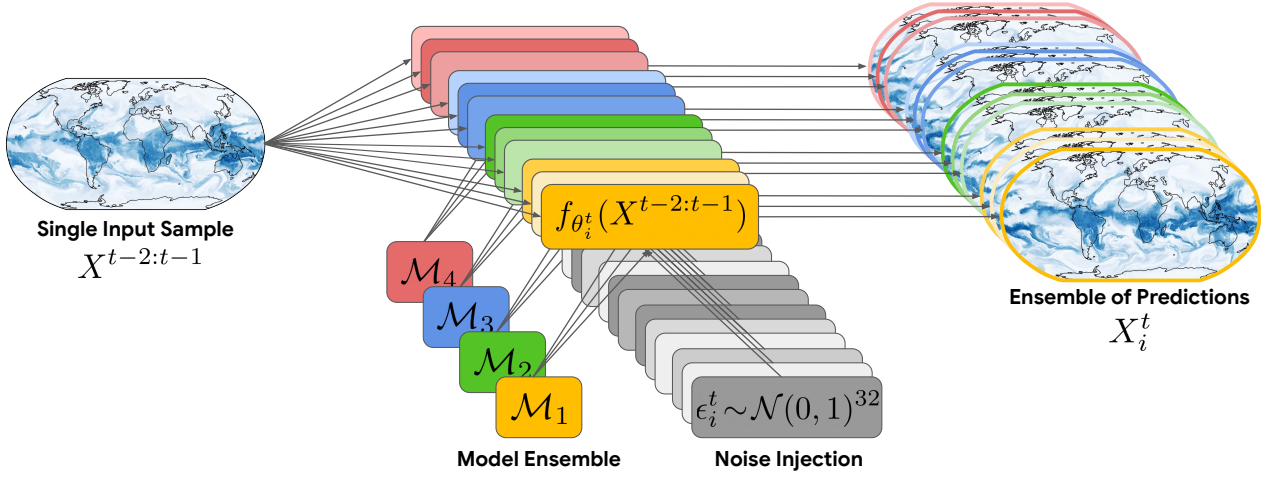 Single Input Sample
X^{t-2:t-1}
f_{θ_i^t}(X^{t-2:t-1})
ℳ_4
ℳ_3
ℳ_2
ℳ_1
Model Ensemble
ϵ_i^t ~ 𝒩(0, 1)^{32}
Noise Injection
Ensemble of Predictions
X_i^t